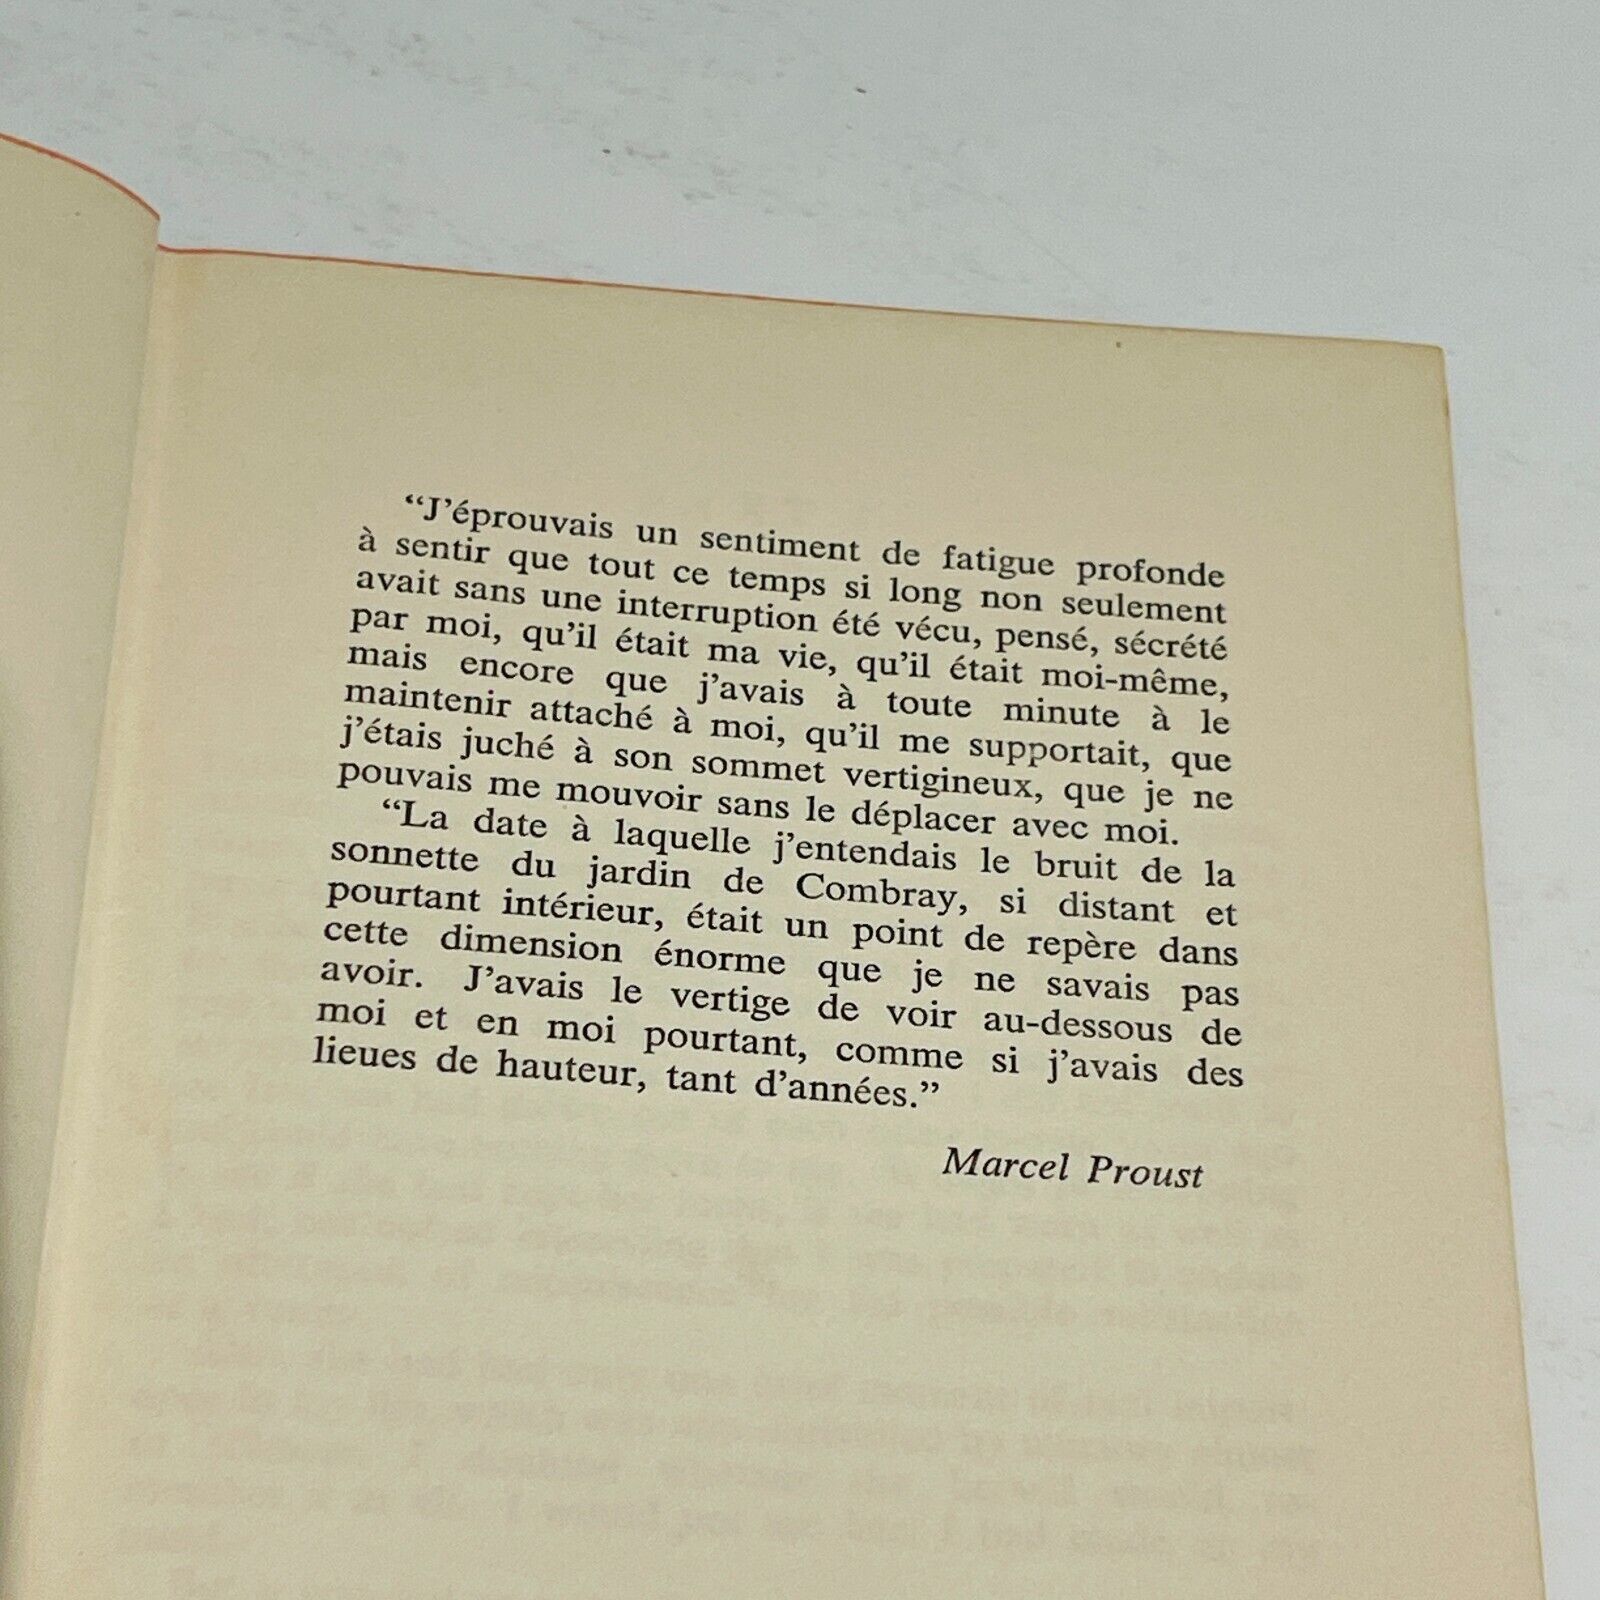 “J’éprouvais un sentiment de fatigue profonde
à sentir que tout ce temps si long non seulement
avait sans une interruption été vécu, pensé, sécrété
par moi, qu’il était ma vie, qu’il était moi-même,
mais encore que j’avais à toute minute à le
maintenir attaché à moi, qu’il me supportait, que
j’étais juché à son sommet vertigineux, que je ne
pouvais me mouvoir sans le déplacer avec moi.
“La date à laquelle j’entendais le bruit de la
sonnette du jardin de Combray, si distant et
pourtant intérieur, était un point de repère dans
cette dimension énorme que je ne savais pas
avoir. J’avais le vertige de voir au-dessous de
moi et en moi pourtant, comme si j’avais des
lieues de hauteur, tant d’années.”
Marcel Proust